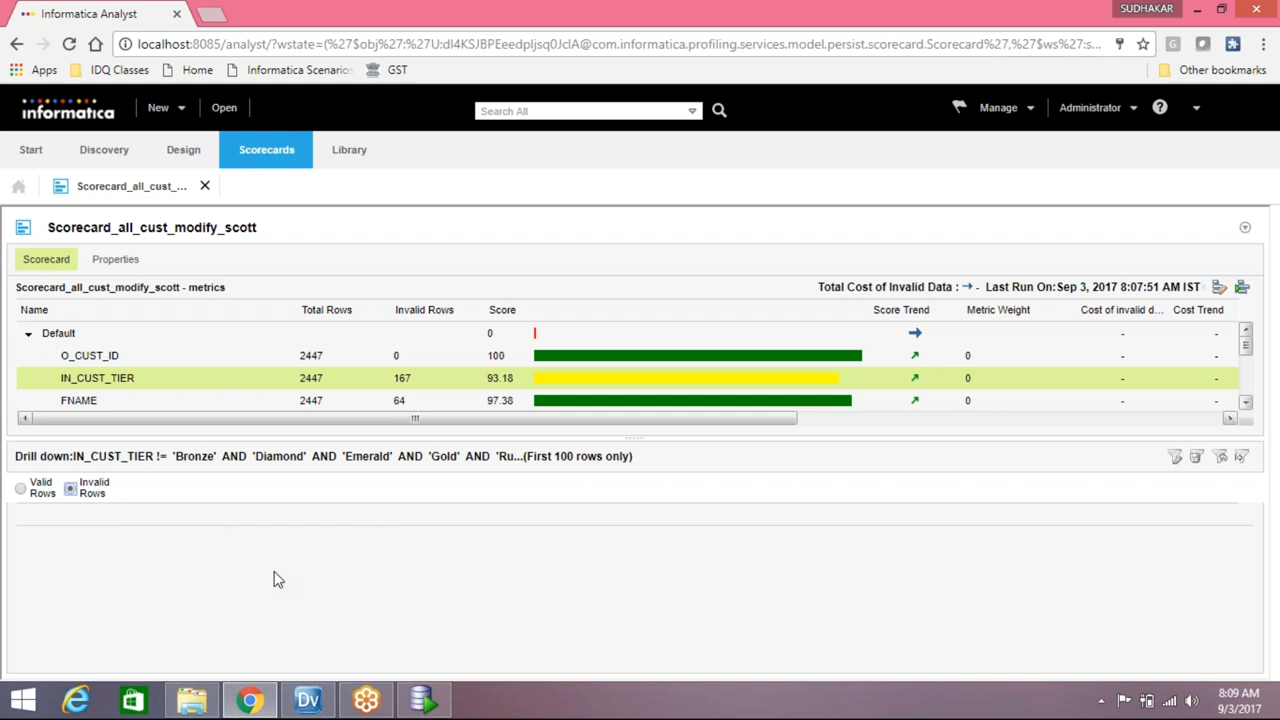 Informatica Analyst
SUDHAKAR
localhost:8085/analyst/?wstate=(%27$obj%27:%27U:dI4KSJBPEeedpIjsq0JclA@com.informatica.profiling.services.model.persist.scorecard.Scorecard%27,%27$ws%27:s...
Apps IDQ Classes Home Informatica Scenarios GST Other bookmarks
informatica New Open Search All Manage Administrator
Start Discovery Design Scorecards Library
Scorecard_all_cust_...
Scorecard_all_cust_modify_scott
Scorecard Properties
Scorecard_all_cust_modify_scott - metrics Total Cost of Invalid Data : - Last Run On:Sep 3, 2017 8:07:51 AM IST
Name Total Rows Invalid Rows Score Score Trend Metric Weight Cost of invalid d... Cost Trend
Default 0 - -
O_CUST_ID 2447 0 100 0 - -
IN_CUST_TIER 2447 167 93.18 0 - -
FNAME 2447 64 97.38 0 - -
Drill down:IN_CUST_TIER != 'Bronze' AND 'Diamond' AND 'Emerald' AND 'Gold' AND 'Ru...(First 100 rows only)
Valid Rows Invalid Rows
Dv
8:09 AM
9/3/2017